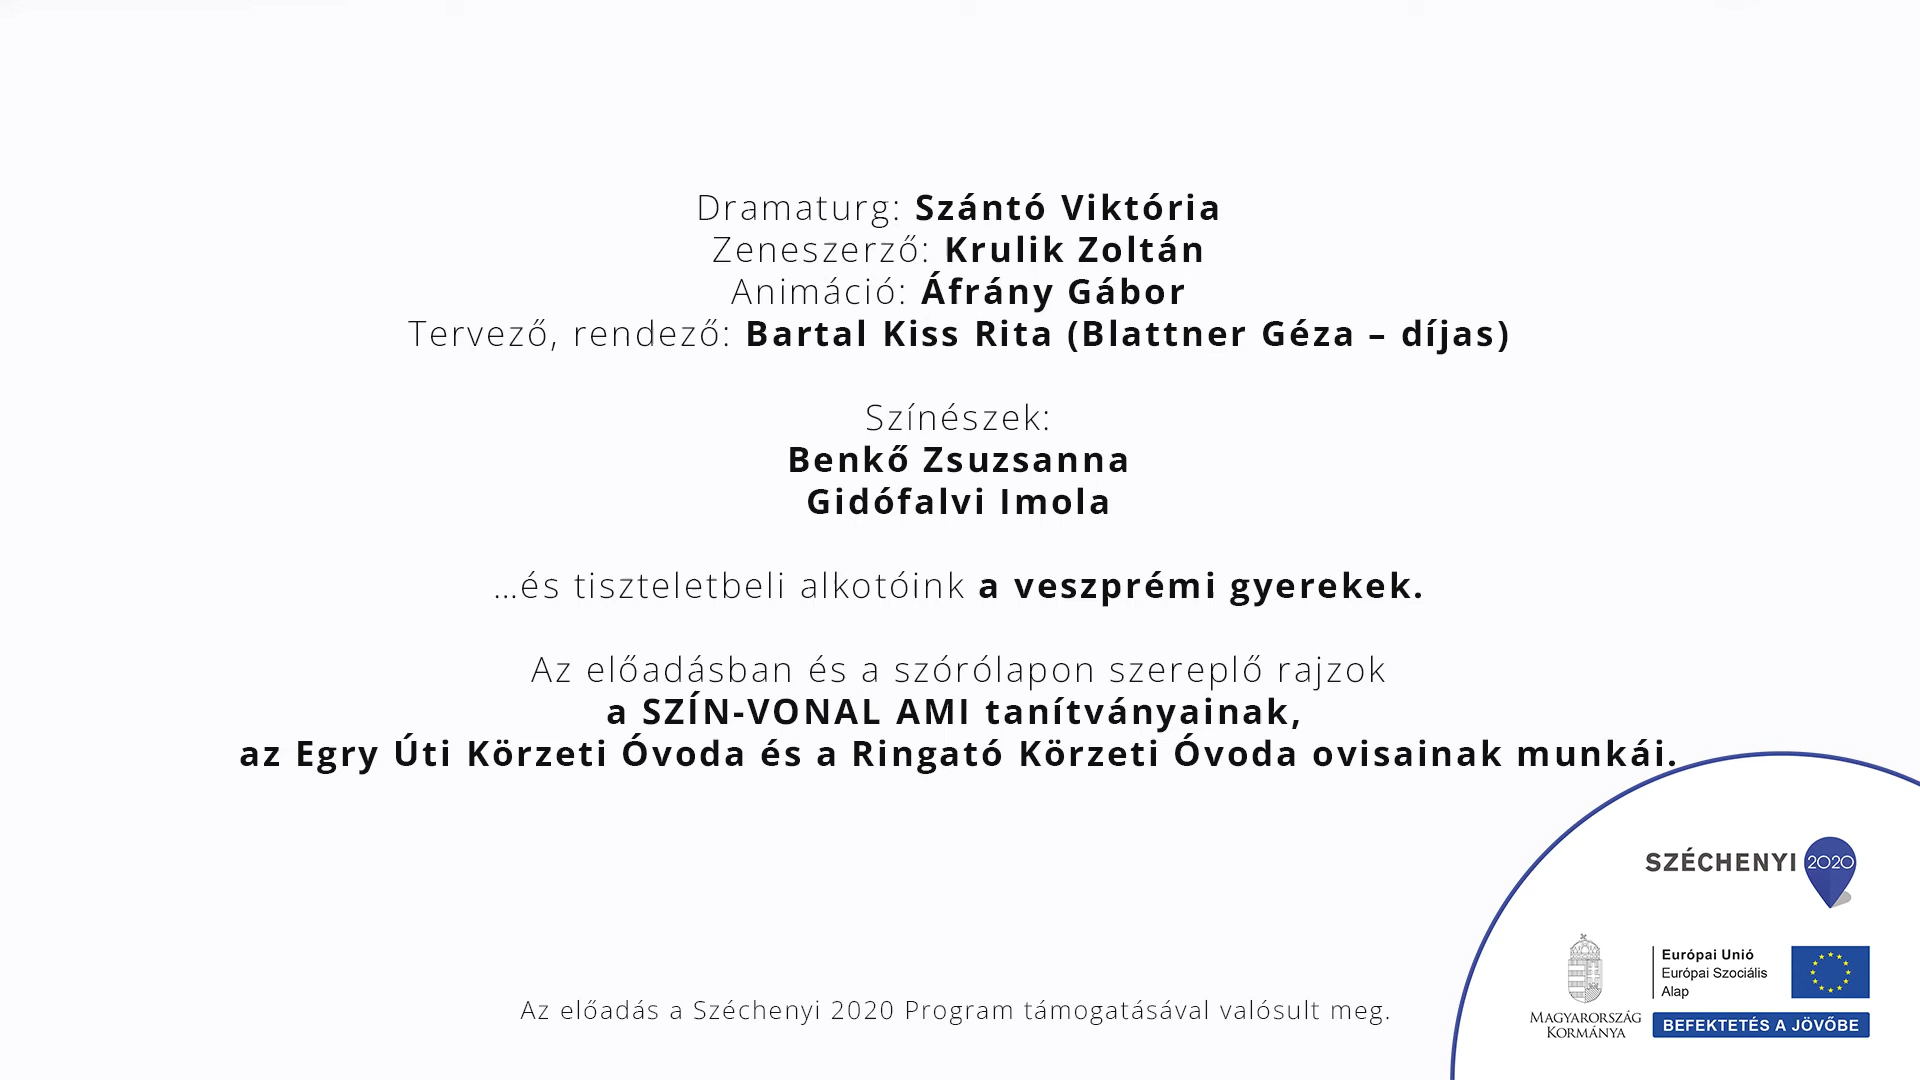 Dramaturg: Szántó Viktória
Zeneszerző: Krulik Zoltán
Animáció: Áfrány Gábor
Tervező, rendező: Bartal Kiss Rita (Blattner Géza – díjas)
Színészek:
Benkő Zsuzsanna
Gidófalvi Imola
...és tiszteletbeli alkotóink a veszprémi gyerekek.
Az előadásban és a szórólapon szereplő rajzok
a SZÍN-VONAL AMI tanítványainak,
az Egry Úti Körzeti Óvoda és a Ringató Körzeti Óvoda ovisainak munkái.
SZÉCHENYI 2020
Magyarország
Kormánya
Európai Unió
Európai Szociális
Alap
BEFEKTETÉS A JÖVŐBE
Az előadás a Széchenyi 2020 Program támogatásával valósult meg.